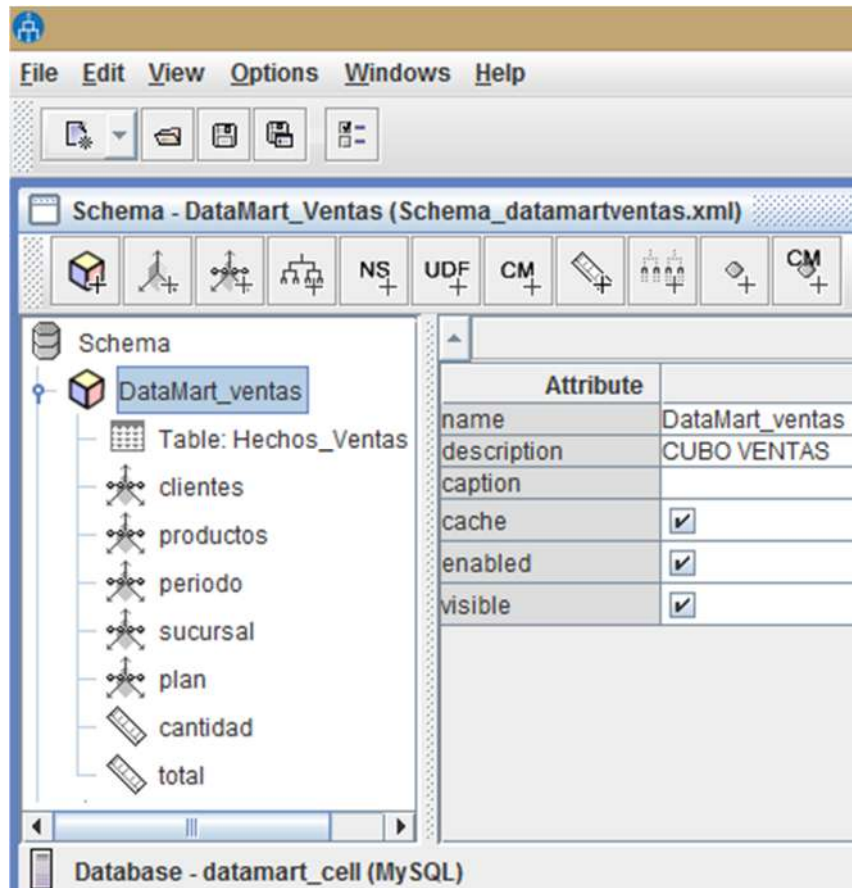 File Edit View Options Windows Help
Schema - DataMart_Ventas (Schema_datamartventas.xml)
NS UDF CM CM
Schema
DataMart_ventas
Table: Hechos_Ventas
clientes
productos
periodo
sucursal
plan
cantidad
total
Attribute
name DataMart_ventas
description CUBO VENTAS
caption
cache
enabled
visible
Database - datamart_cell (MySQL)